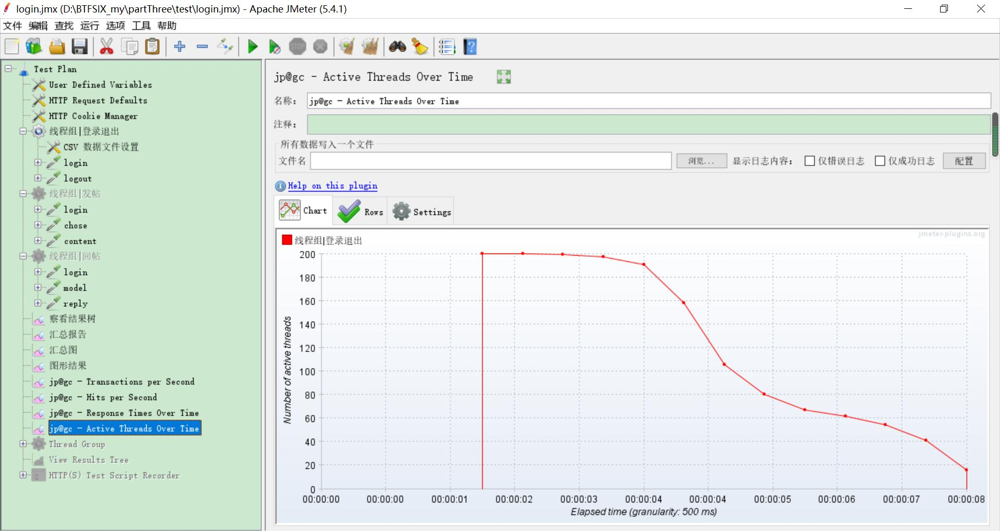 login.jmx (D:\BTFSIX_my\partThree\test\login.jmx) - Apache JMeter (5.4.1)
文件 编辑 查找 运行 选项 工具 帮助
STOP
Test Plan
User Defined Variables
HTTP Request Defaults
HTTP Cookie Manager
线程组|登录退出
CSV 数据文件设置
login
logout
线程组|发帖
login
chose
content
线程组|回帖
login
model
reply
察看结果树
汇总报告
汇总图
图形结果
jp@gc - Transactions per Second
jp@gc - Hits per Second
jp@gc - Response Times Over Time
jp@gc - Active Threads Over Time
Thread Group
View Results Tree
HTTP(S) Test Script Recorder
jp@gc - Active Threads Over Time
名称： jp@gc - Active Threads Over Time
注释：
所有数据写入一个文件
文件名 浏览... 显示日志内容： 仅错误日志 仅成功日志 配置
Help on this plugin
Chart Rows Settings
jmeter-plugins.org
线程组|登录退出
200
180
160
140
120
100
80
60
40
20
0
Number of active threads
00:00:00 00:00:00 00:00:01 00:00:02 00:00:03 00:00:04 00:00:04 00:00:05 00:00:06 00:00:07 00:00:08
Elapsed time (granularity: 500 ms)